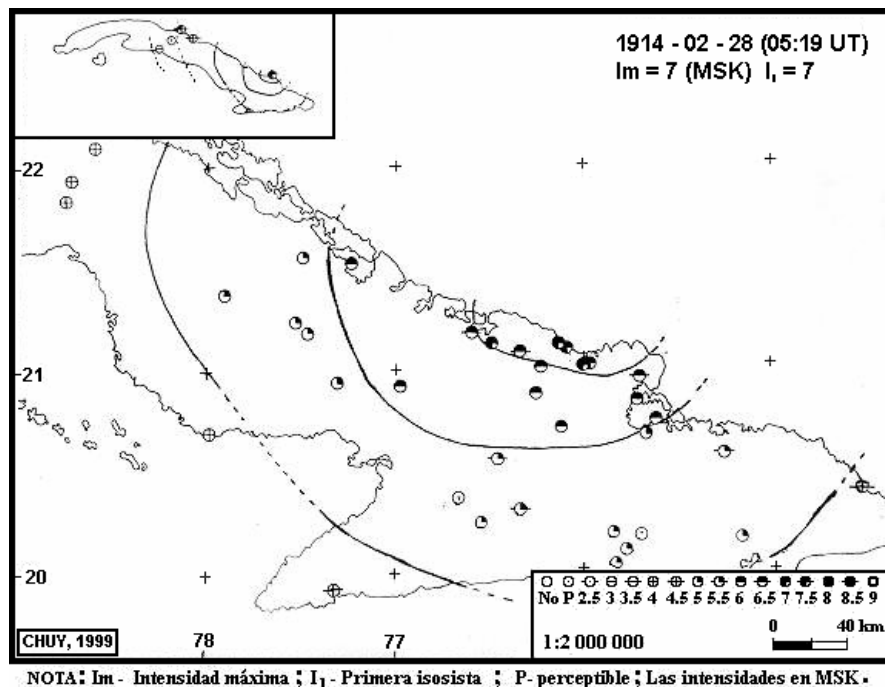 1914 - 02 - 28 (05:19 UT)
Im = 7 (MSK) I₁ = 7
22
21
20
78
77
No P 2.5 3 3.5 4 4.5 5 5.5 6 6.5 7 7.5 8 8.5 9
CHUY, 1999
1:2 000 000
0 40 km
NOTA: Im - Intensidad máxima ; I₁ - Primera isosista ; P- perceptible ; Las intensidades en MSK.